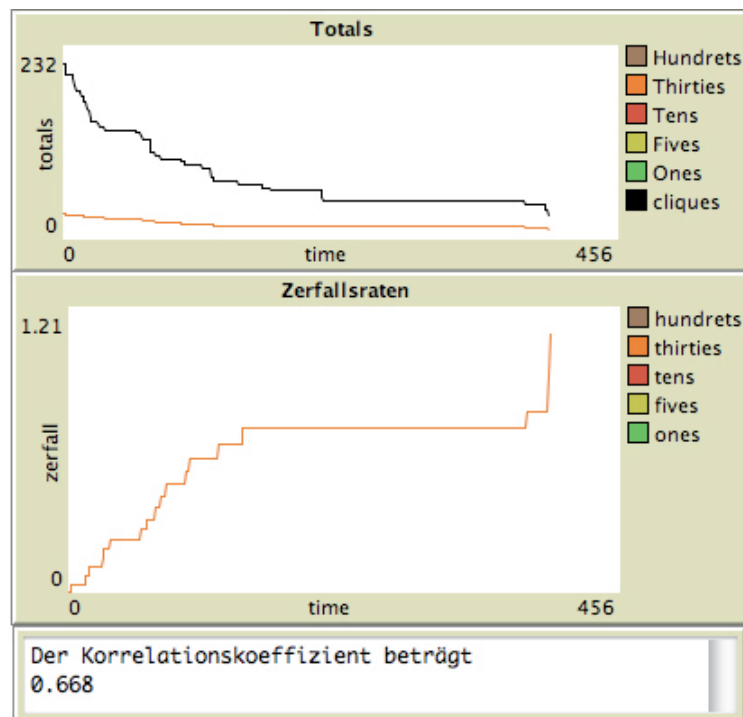 Totals
232
totals
0
0
time
456
Hundrets
Thirties
Tens
Fives
Ones
cliques
Zerfallsraten
1.21
zerfall
0
0
time
456
hundrets
thirties
tens
fives
ones
Der Korrelationskoeffizient beträgt
0.668